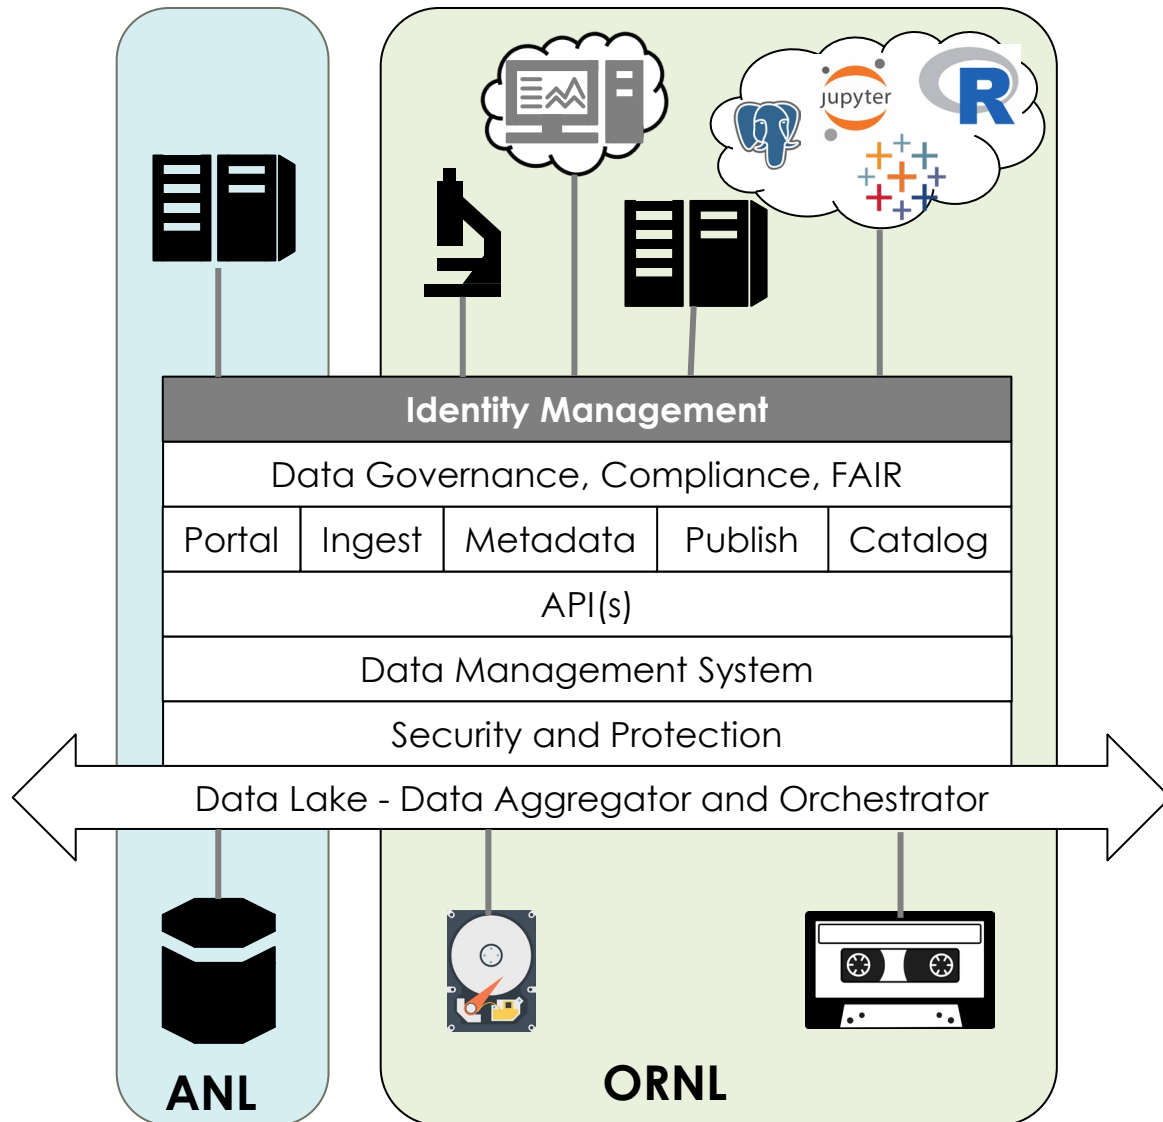 jupyter
R
Identity Management
Data Governance, Compliance, FAIR
Portal
Ingest
Metadata
Publish
Catalog
API(s)
Data Management System
Security and Protection
Data Lake - Data Aggregator and Orchestrator
ANL
ORNL